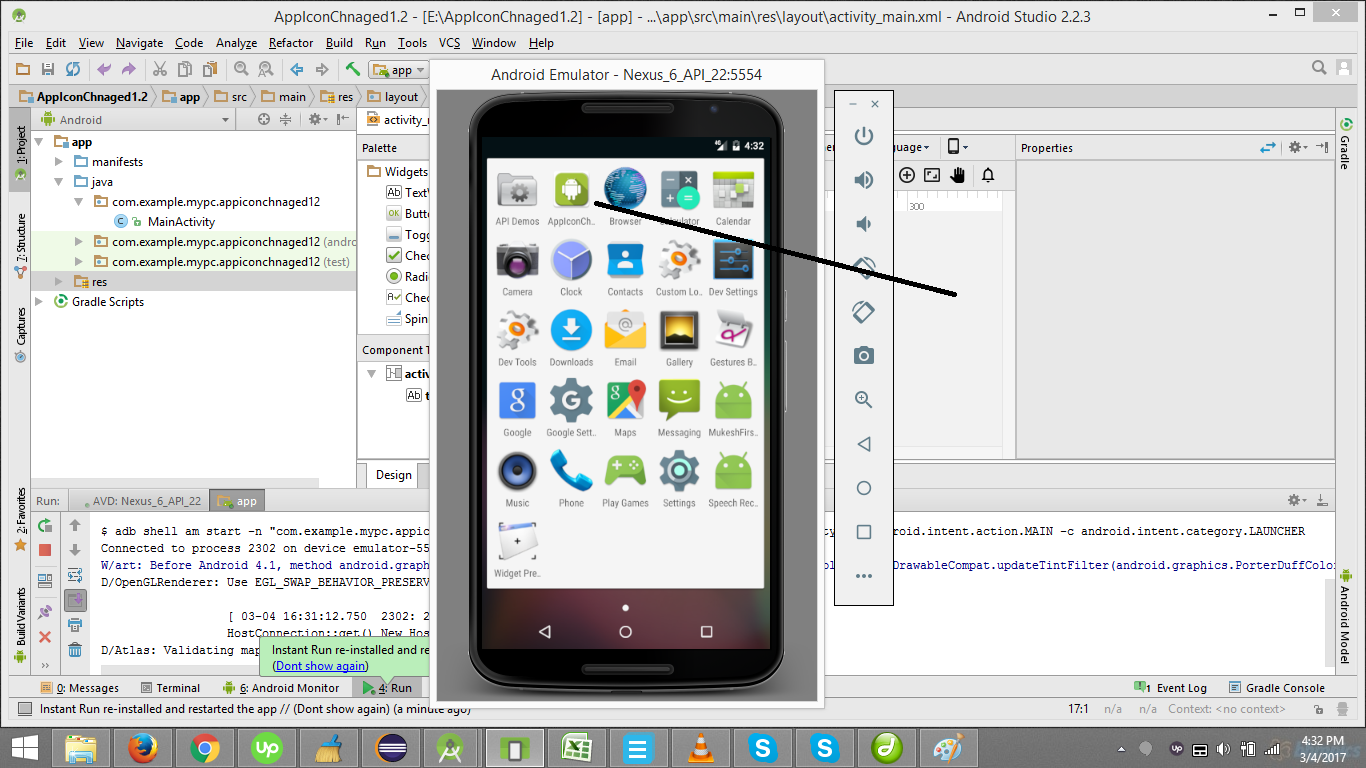 AppIconChnaged1.2 - [E:\AppIconChnaged1.2] - [app] - ...\app\src\main\res\layout\activity_main.xml - Android Studio 2.2.3
File Edit View Navigate Code Analyze Refactor Build Run Tools VCS Window Help
app
AppIconChnaged1.2 app src main res layout
Android
1: Project
7: Structure
Captures
2: Favorites
Build Variants
app
manifests
java
com.example.mypc.appiconchnaged12
MainActivity
com.example.mypc.appiconchnaged12 (andro
com.example.mypc.appiconchnaged12 (test)
res
Gradle Scripts
activity_m
Palette
Widgets
Ab TextV
OK Butto
Togg
Chec
Radio
Chec
Spin
Component T
activ
Ab t
Design
Android Emulator - Nexus_6_API_22:5554
4:32
API Demos AppIconCh.. Browser Calculator Calendar
Camera Clock Contacts Custom Lo.. Dev Settings
Dev Tools Downloads Email Gallery Gestures B..
Google Google Sett.. Maps Messaging MukeshFirs..
Music Phone Play Games Settings Speech Rec..
Widget Pre..
nguage
300
Properties
Gradle
Android Model
Run: AVD: Nexus_6_API_22 app
$ adb shell am start -n "com.example.mypc.appic
droid.intent.action.MAIN -c android.intent.category.LAUNCHER
Connected to process 2302 on device emulator-55
W/art: Before Android 4.1, method android.graph
DrawableCompat.updateTintFilter(android.graphics.PorterDuffColo
D/OpenGLRenderer: Use EGL_SWAP_BEHAVIOR_PRESERV
[ 03-04 16:31:12.750 2302: 2
HostConnection::get() New Hos
D/Atlas: Validating map
Instant Run re-installed and re
(Dont show again)
0: Messages Terminal 6: Android Monitor 4: Run 1 Event Log Gradle Console
Instant Run re-installed and restarted the app // (Dont show again) (a minute ago) 17:1 n/a n/a Context: <no context>
Up
Up
4:32 PM
3/4/2017